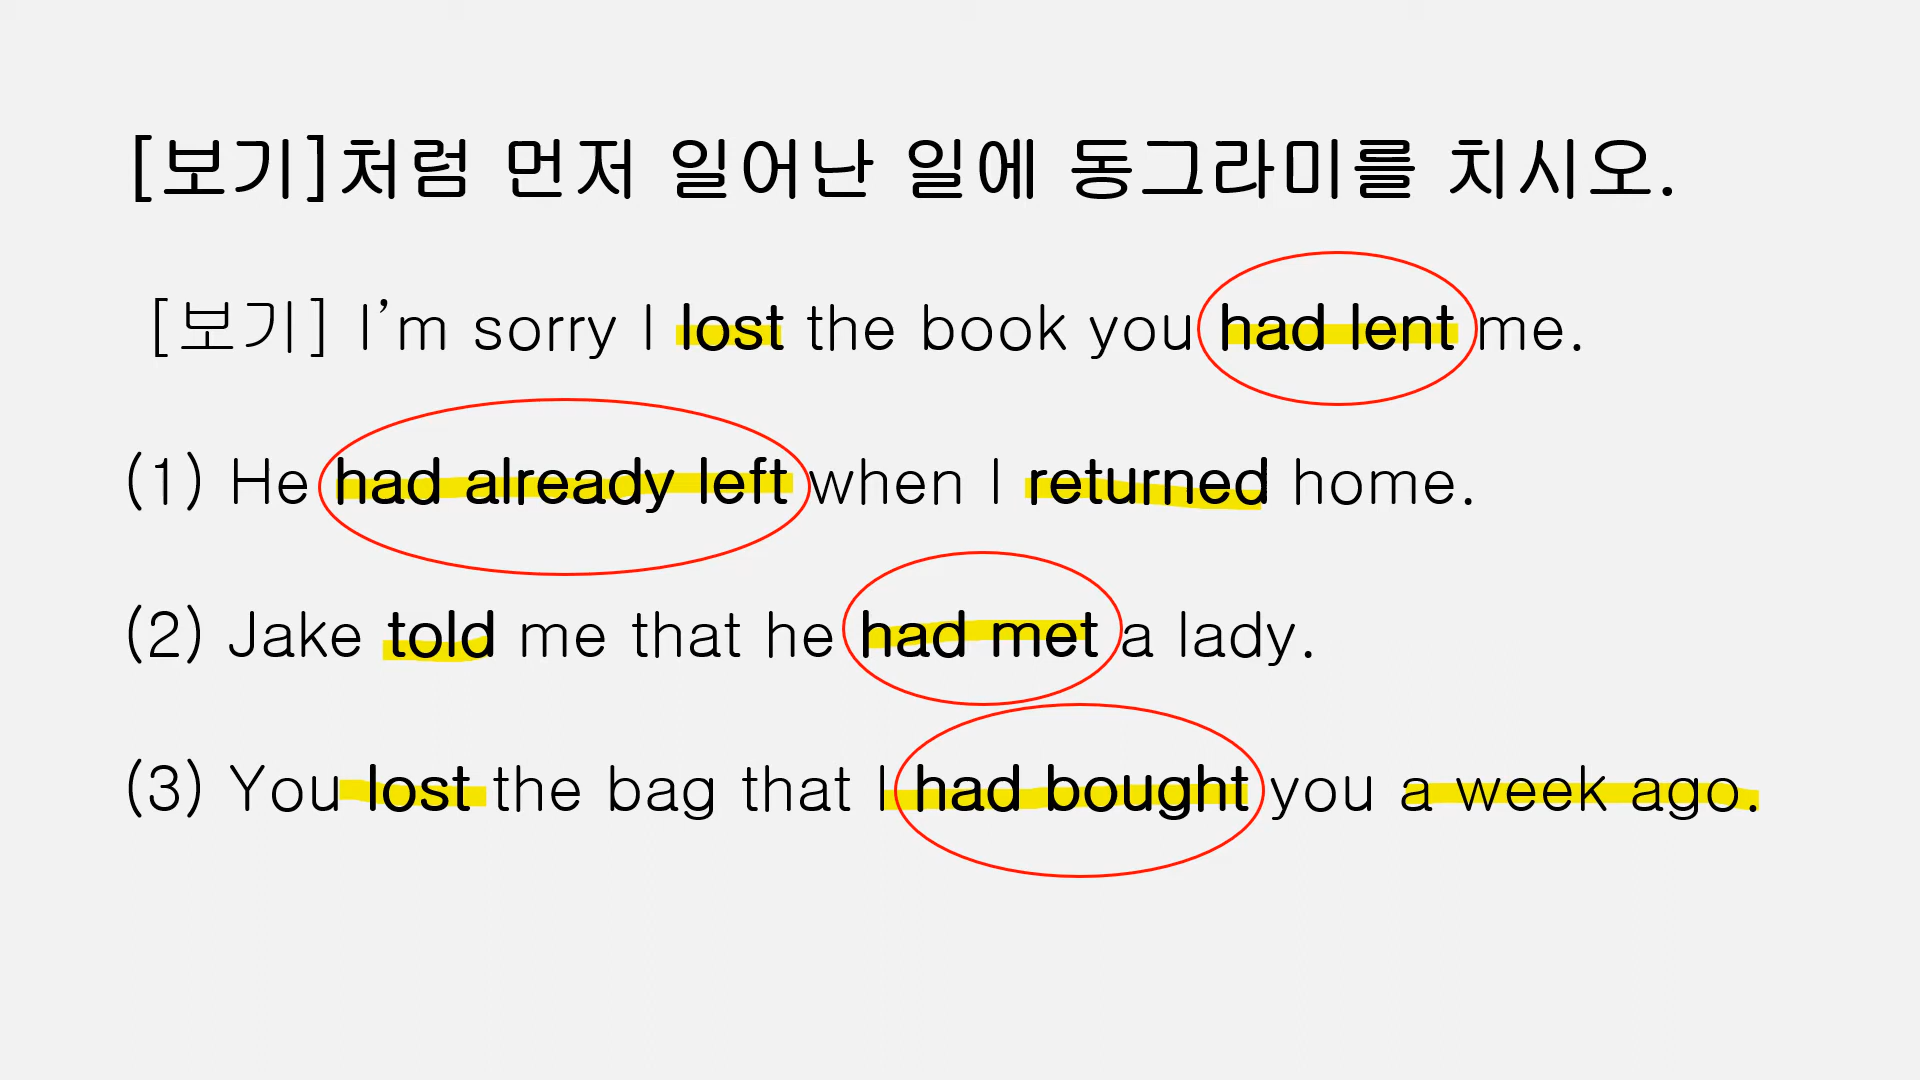 [보기]처럼 먼저 일어난 일에 동그라미를 치시오.
[보기] I’m sorry I lost the book you had lent me.
(1) He had already left when I returned home.
(2) Jake told me that he had met a lady.
(3) You lost the bag that I had bought you a week ago.